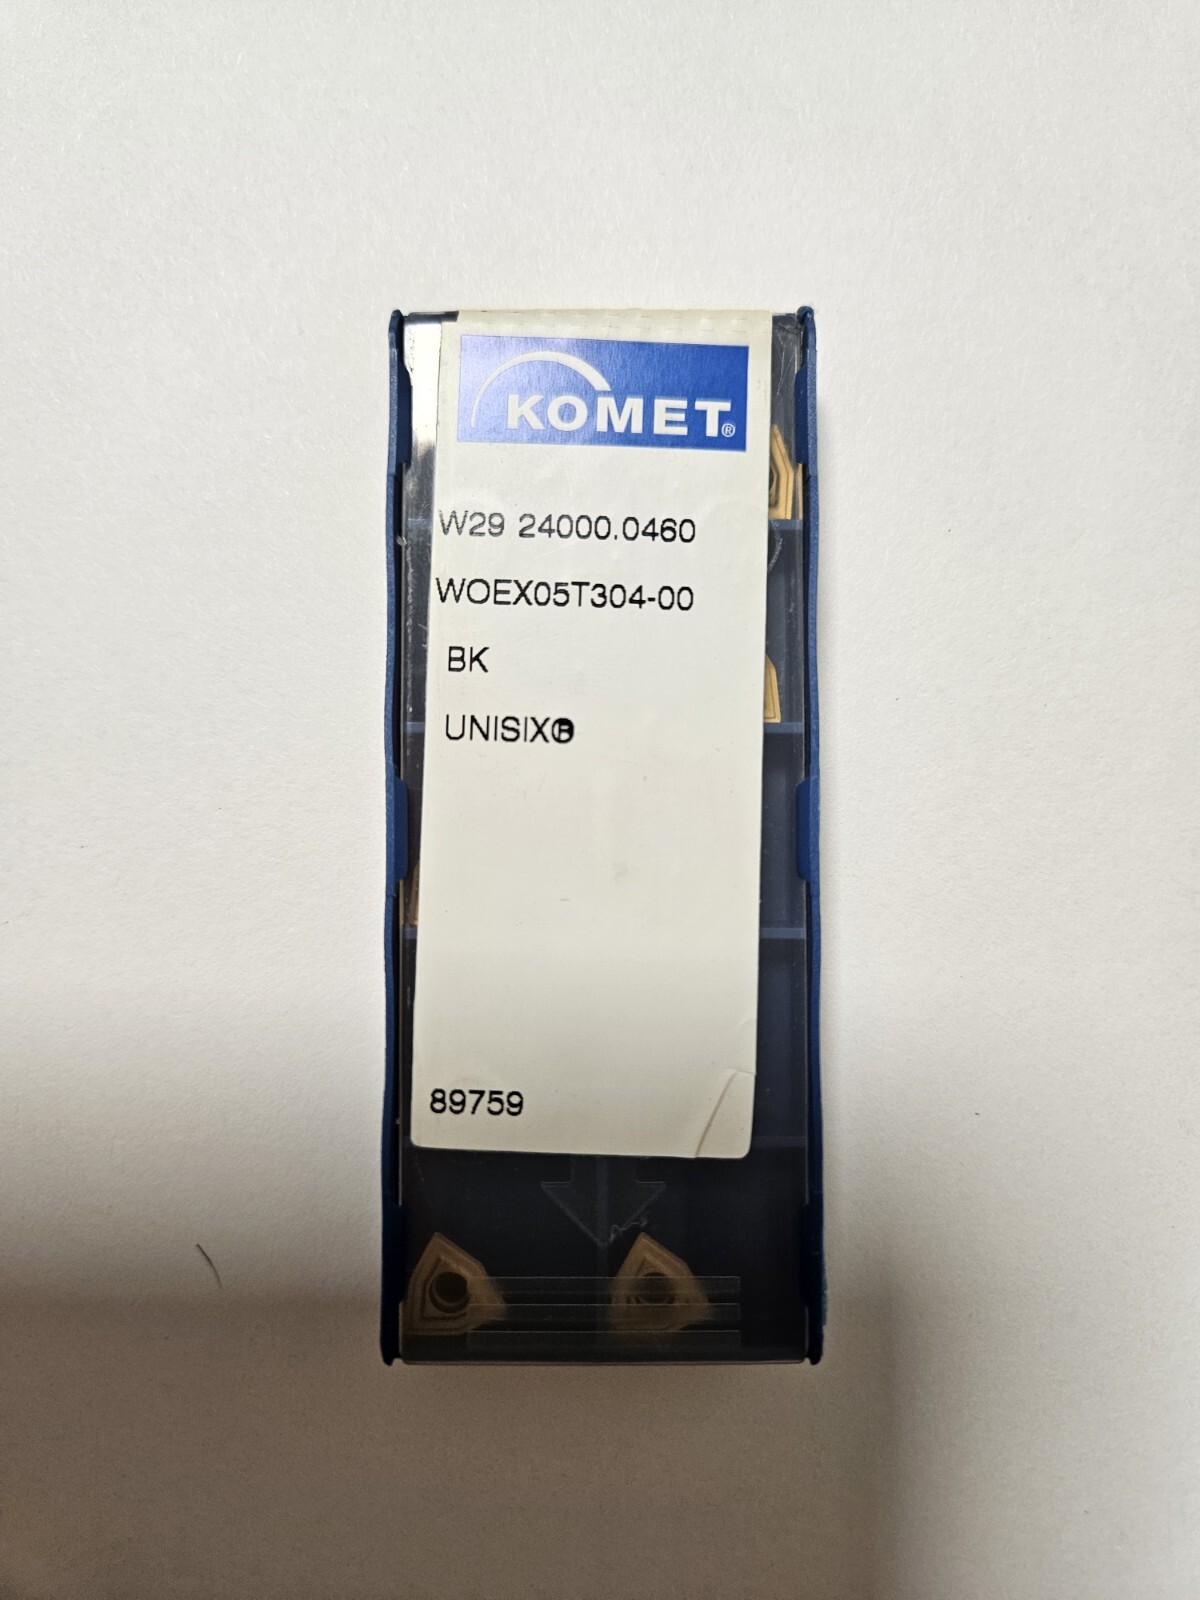 KOMET®
W29 24000.0460
WOEX05T304-00
BK
UNISIX®
89759